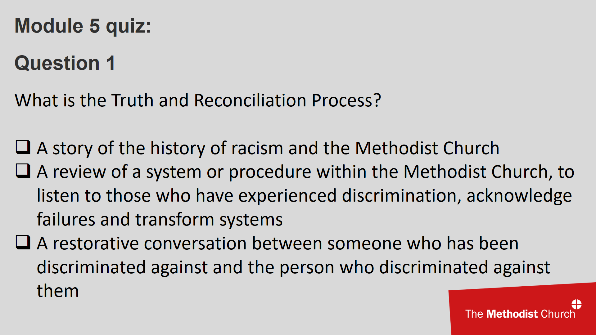 Module 5 quiz:
Question 1
What is the Truth and Reconciliation Process?
❑ A story of the history of racism and the Methodist Church
❑ A review of a system or procedure within the Methodist Church, to
listen to those who have experienced discrimination, acknowledge
failures and transform systems
❑ A restorative conversation between someone who has been
discriminated against and the person who discriminated against
them
The Methodist Church